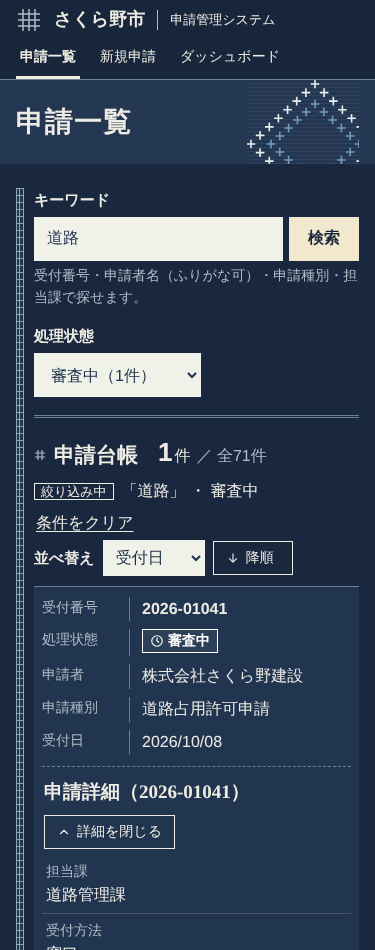 さくら野市 申請管理システム
申請一覧 新規申請 ダッシュボード
申請一覧
キーワード
道路 検索
受付番号・申請者名（ふりがな可）・申請種別・担
当課で探せます。
処理状態
審査中（1件）
申請台帳 1件 ／ 全71件
絞り込み中 「道路」 ・ 審査中
条件をクリア
並べ替え 受付日 ↓ 降順
受付番号 2026-01041
処理状態 審査中
申請者 株式会社さくら野建設
申請種別 道路占用許可申請
受付日 2026/10/08
申請詳細（2026-01041）
詳細を閉じる
担当課
道路管理課
受付方法